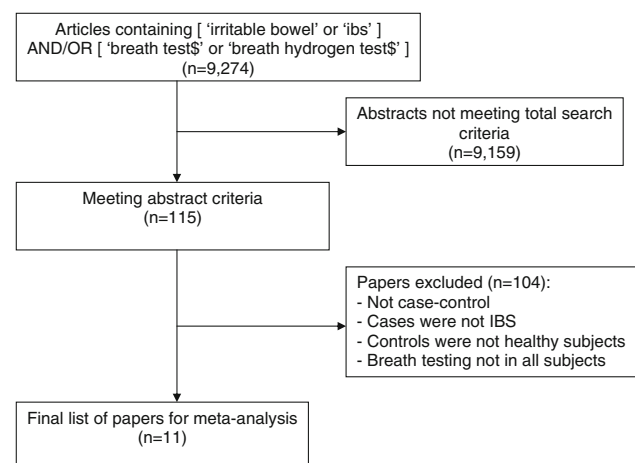 Articles containing [ 'irritable bowel' or 'ibs' ]
AND/OR [ 'breath test$' or 'breath hydrogen test$' ]
(n=9,274)
Abstracts not meeting total search
criteria
(n=9,159)
Meeting abstract criteria
(n=115)
Papers excluded (n=104):
- Not case-control
- Cases were not IBS
- Controls were not healthy subjects
- Breath testing not in all subjects
Final list of papers for meta-analysis
(n=11)